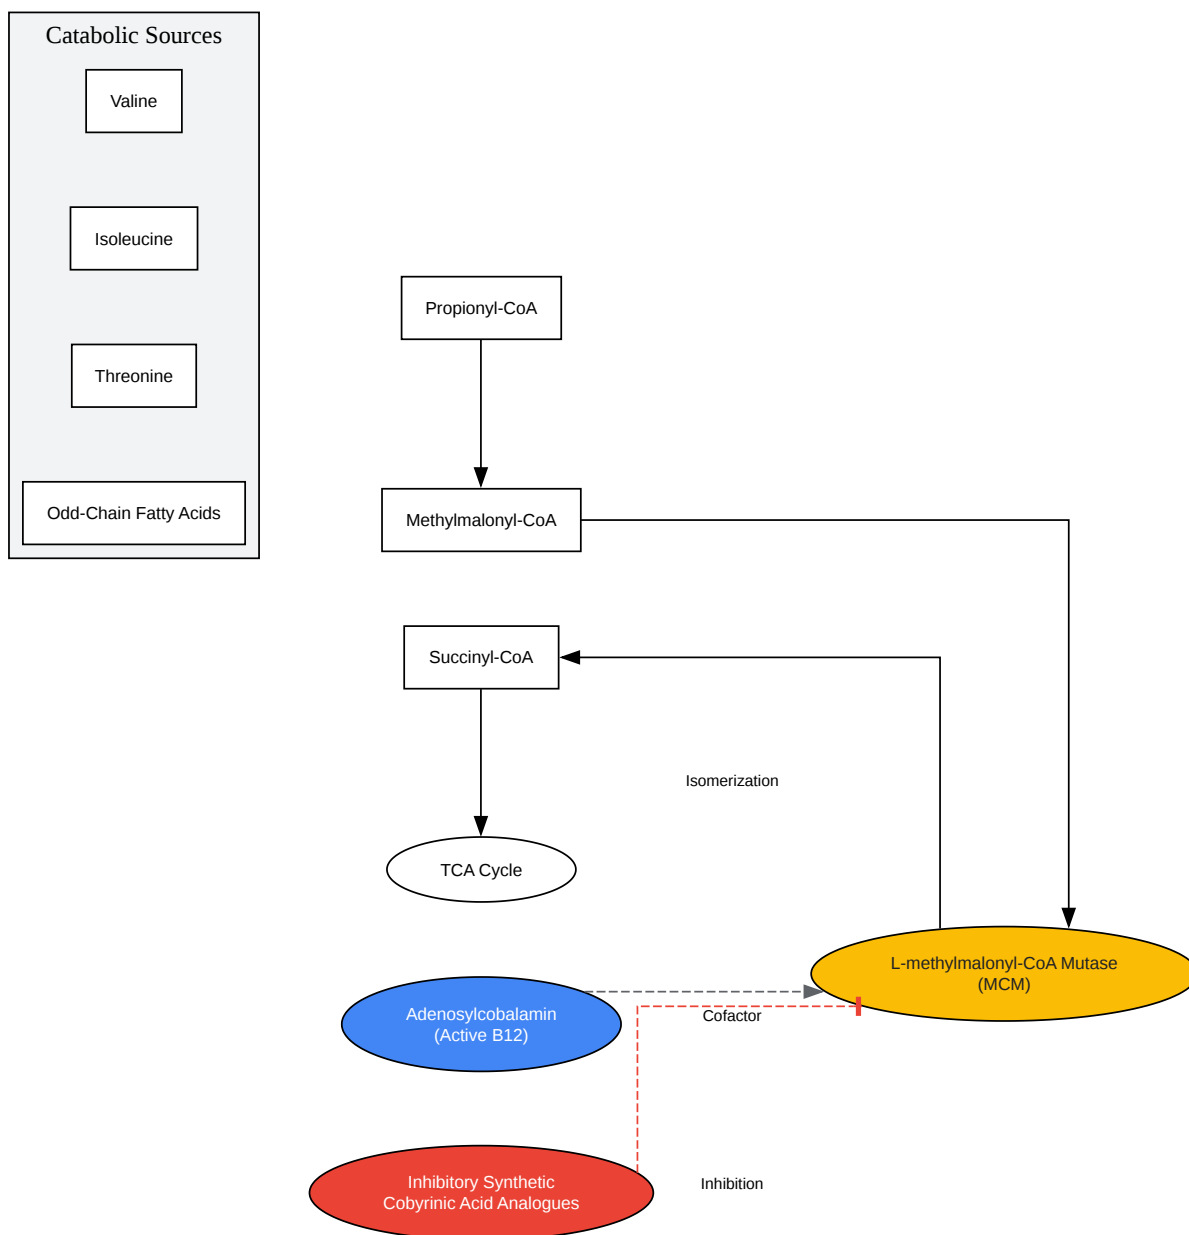 Catabolic Sources
Valine
Isoleucine
Threonine
Odd-Chain Fatty Acids
Propionyl-CoA
Methylmalonyl-CoA
Succinyl-CoA
Isomerization
TCA Cycle
L-methylmalonyl-CoA Mutase
(MCM)
Adenosylcobalamin
(Active B12)
Cofactor
Inhibitory Synthetic
Cobyrinic Acid Analogues
Inhibition